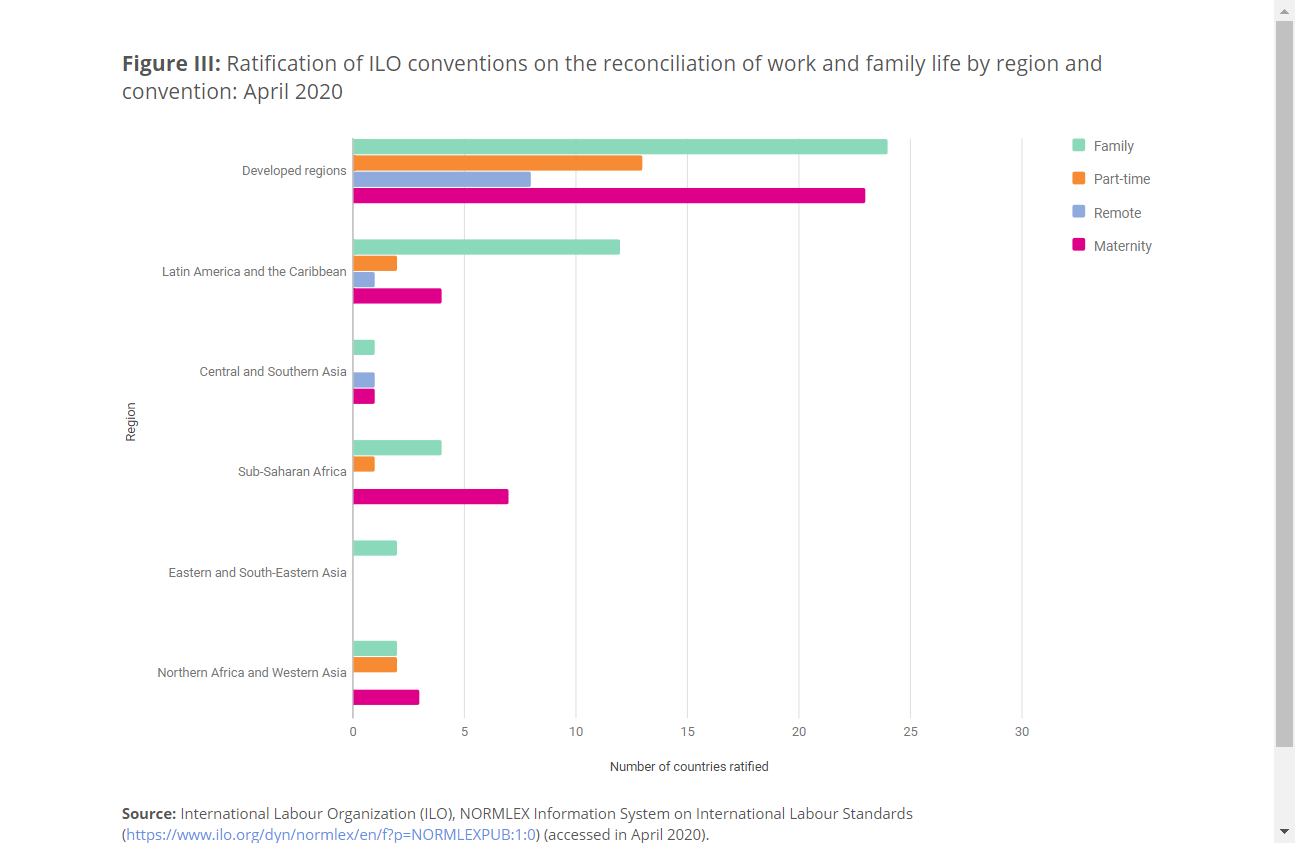 Figure III: Ratification of ILO conventions on the reconciliation of work and family life by region and
convention: April 2020
Family
Part-time
Remote
Maternity
Region
Developed regions
Latin America and the Caribbean
Central and Southern Asia
Sub-Saharan Africa
Eastern and South-Eastern Asia
Northern Africa and Western Asia
0 5 10 15 20 25 30
Number of countries ratified
Source: International Labour Organization (ILO), NORMLEX Information System on International Labour Standards
(https://www.ilo.org/dyn/normlex/en/f?p=NORMLEXPUB:1:0) (accessed in April 2020).